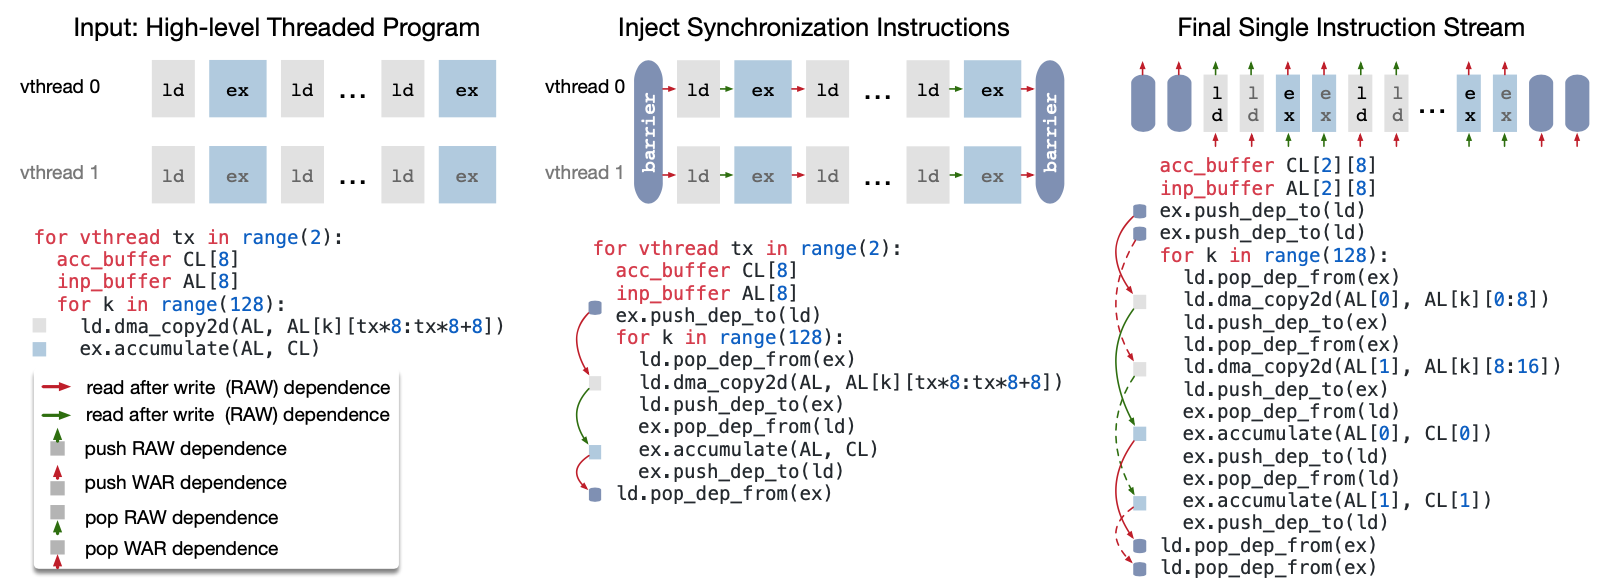 Input: High-level Threaded Program
vthread 0
ld ex ld ... ld ex
vthread 1
ld ex ld ... ld ex
for vthread tx in range(2):
acc_buffer CL[8]
inp_buffer AL[8]
for k in range(128):
ld.dma_copy2d(AL, AL[k][tx*8:tx*8+8])
ex.accumulate(AL, CL)
read after write (RAW) dependence
read after write (RAW) dependence
push RAW dependence
push WAR dependence
pop RAW dependence
pop WAR dependence
Inject Synchronization Instructions
vthread 0
barrier
ld ex ld ... ld ex
barrier
vthread 1
ld ex ld ... ld ex
for vthread tx in range(2):
acc_buffer CL[8]
inp_buffer AL[8]
ex.push_dep_to(ld)
for k in range(128):
ld.pop_dep_from(ex)
ld.dma_copy2d(AL, AL[k][tx*8:tx*8+8])
ld.push_dep_to(ex)
ex.pop_dep_from(ld)
ex.accumulate(AL, CL)
ex.push_dep_to(ld)
ld.pop_dep_from(ex)
Final Single Instruction Stream
ld ld ex ex ld ld ... ex ex
acc_buffer CL[2][8]
inp_buffer AL[2][8]
ex.push_dep_to(ld)
ex.push_dep_to(ld)
for k in range(128):
ld.pop_dep_from(ex)
ld.dma_copy2d(AL[0], AL[k][0:8])
ld.push_dep_to(ex)
ld.pop_dep_from(ex)
ld.dma_copy2d(AL[1], AL[k][8:16])
ld.push_dep_to(ex)
ex.pop_dep_from(ld)
ex.accumulate(AL[0], CL[0])
ex.push_dep_to(ld)
ex.pop_dep_from(ld)
ex.accumulate(AL[1], CL[1])
ex.push_dep_to(ld)
ld.pop_dep_from(ex)
ld.pop_dep_from(ex)